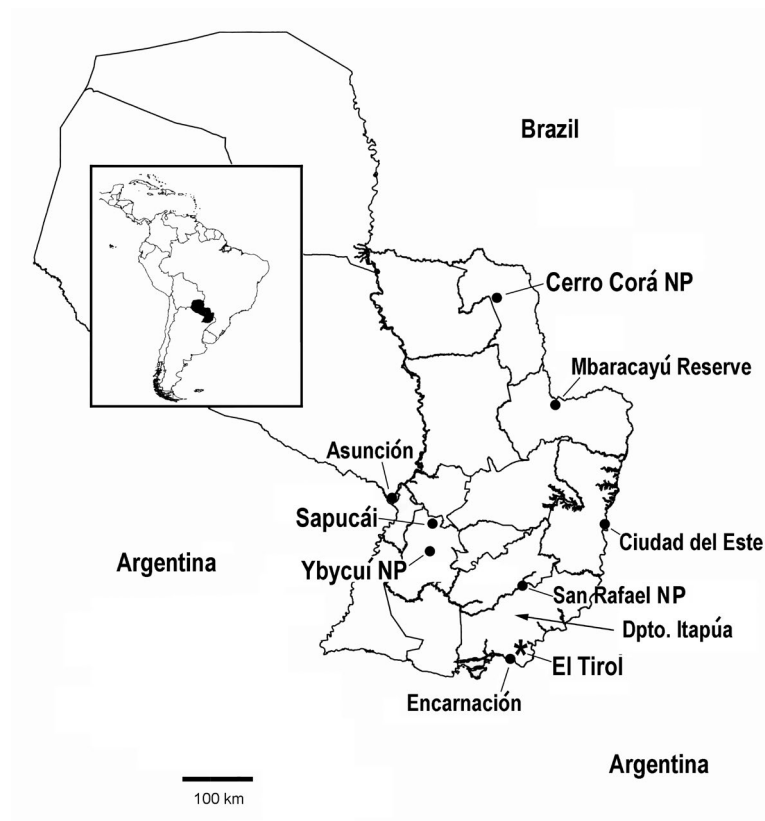 Brazil
Cerro Corá NP
Mbaracayú Reserve
Asunción
Sapucái
Ciudad del Este
Argentina
Ybycuí NP
San Rafael NP
Dpto. Itapúa
*
El Tirol
Encarnación
Argentina
100 km